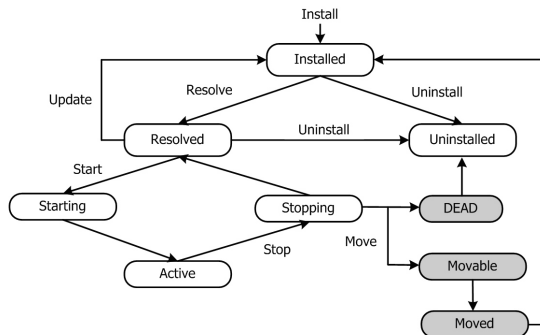 Install
Installed
Resolve
Uninstall
Update
Resolved
Uninstall
Uninstalled
Start
Starting
Stopping
DEAD
Move
Stop
Active
Movable
Moved